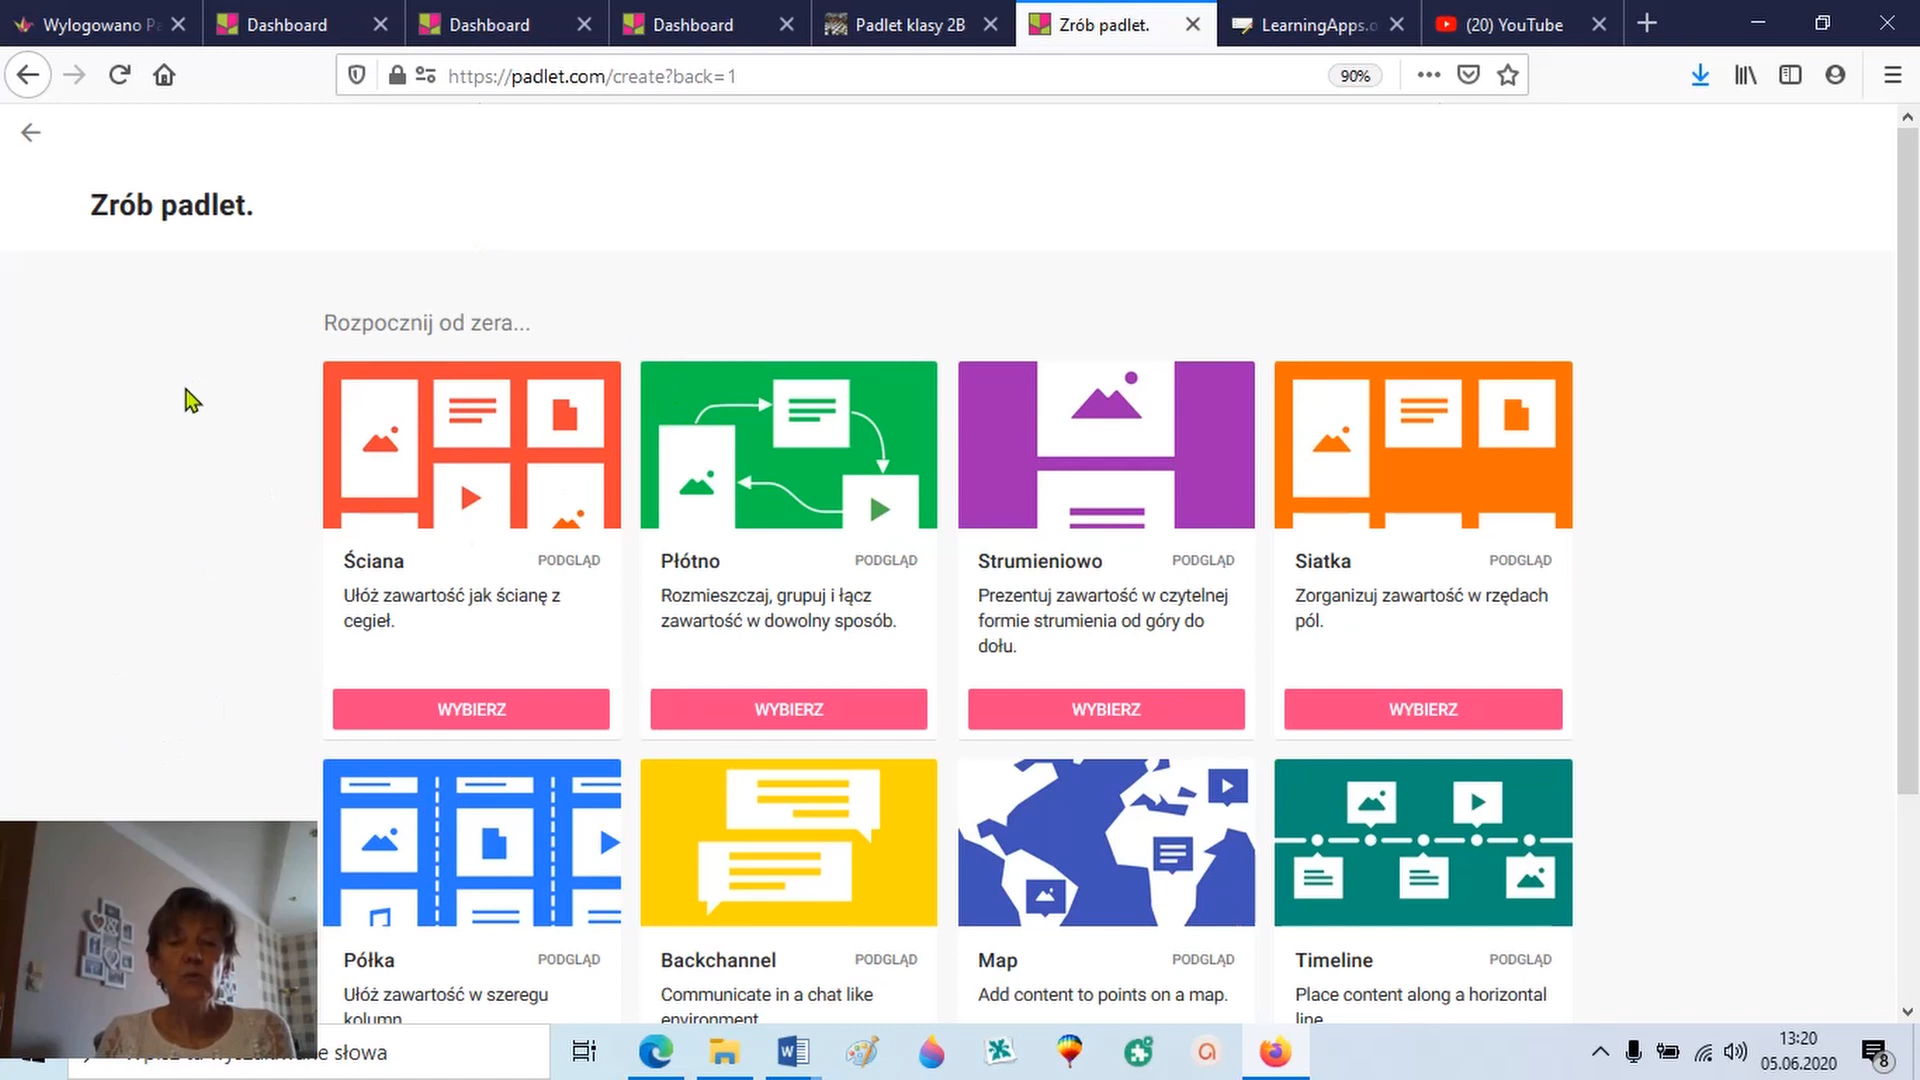 Wylogowano P
Dashboard
Dashboard
Dashboard
Padlet klasy 2B
Zrób padlet.
LearningApps.o
(20) YouTube
https://padlet.com/create?back=1
90%
Zrób padlet.
Rozpocznij od zera...
Ściana PODGLĄD
Ułóż zawartość jak ścianę z
cegieł.
WYBIERZ
Płótno PODGLĄD
Rozmieszczaj, grupuj i łącz
zawartość w dowolny sposób.
WYBIERZ
Strumieniowo PODGLĄD
Prezentuj zawartość w czytelnej
formie strumienia od góry do
dołu.
WYBIERZ
Siatka PODGLĄD
Zorganizuj zawartość w rzędach
pól.
WYBIERZ
Półka PODGLĄD
Ułóż zawartość w szeregu
kolumn
Backchannel PODGLĄD
Communicate in a chat like
environment
Map PODGLĄD
Add content to points on a map.
Timeline PODGLĄD
Place content along a horizontal
line
słowa
13:20
05.06.2020
8